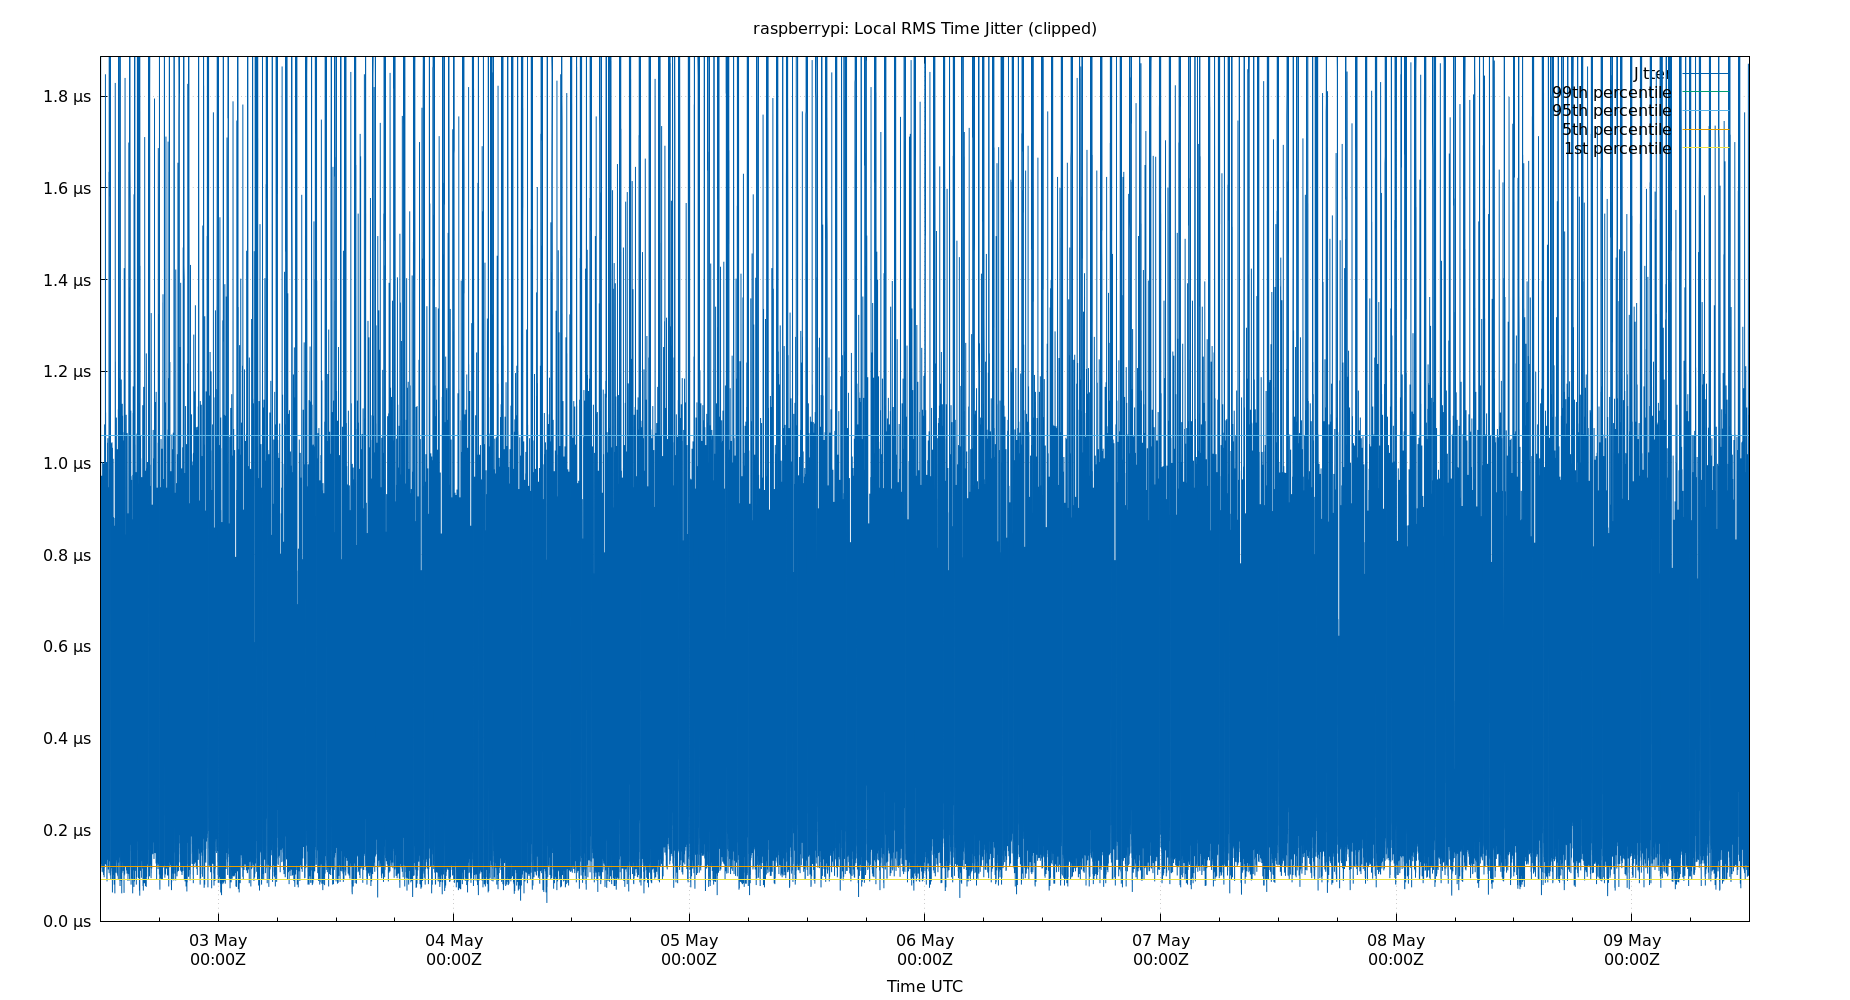 raspberrypi: Local RMS Time Jitter (clipped)
Jitter
99th percentile
95th percentile
5th percentile
1st percentile
1.8 μs
1.6 μs
1.4 μs
1.2 μs
1.0 μs
0.8 μs
0.6 μs
0.4 μs
0.2 μs
0.0 μs
03 May 04 May 05 May 06 May 07 May 08 May 09 May
00:00Z 00:00Z 00:00Z 00:00Z 00:00Z 00:00Z 00:00Z
Time UTC